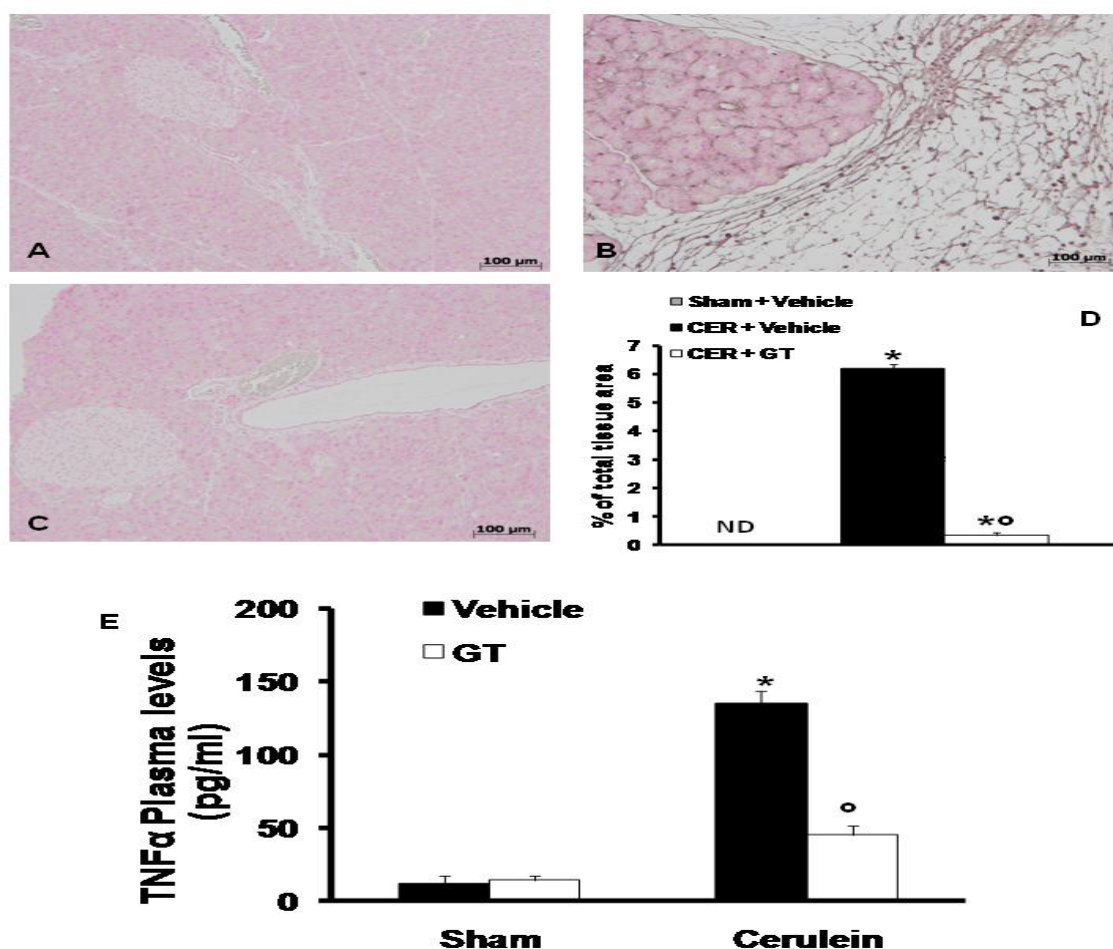 A
100 µm
B
100 µm
C
100 µm
Sham + Vehicle
CER + Vehicle
CER + GT
D
% of total tissue area
7
6
5
4
3
2
1
0
ND
*
*°
E
TNFα Plasma levels
(pg/ml)
200
150
100
50
0
Vehicle
GT
*
°
Sham
Cerulein